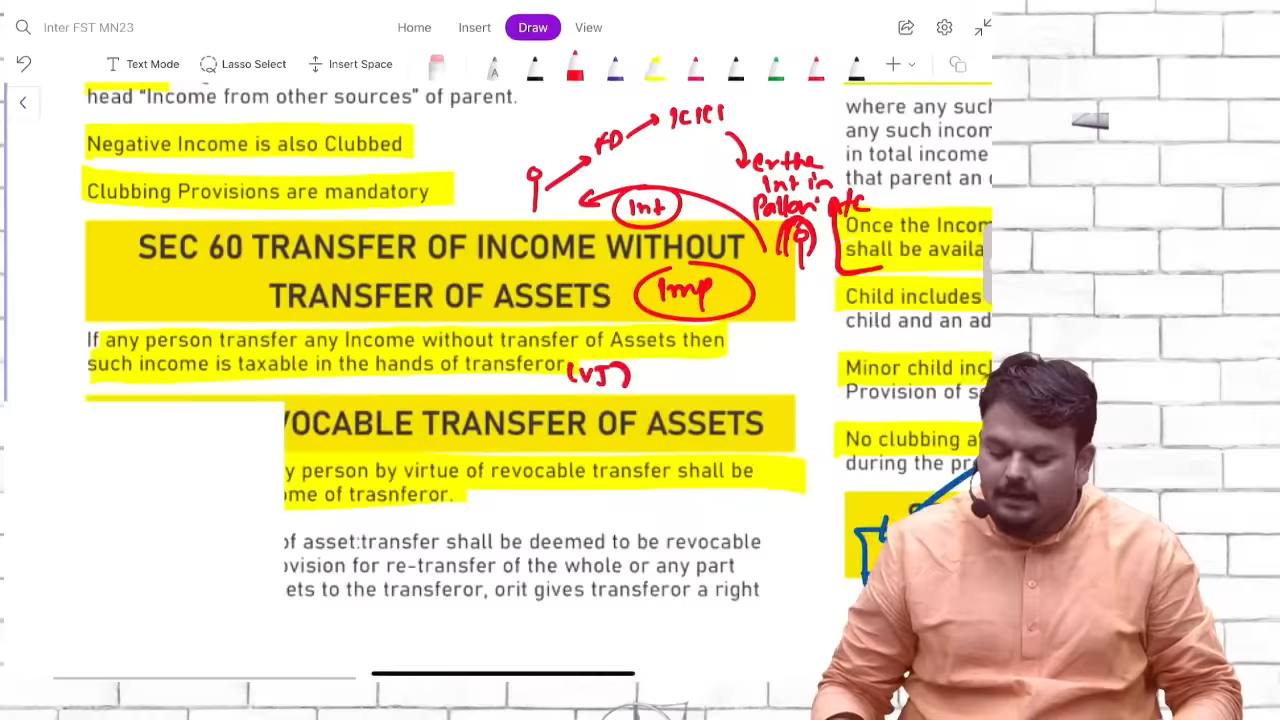 Inter FST MN23
Home
Insert
Draw
View
Text Mode
Lasso Select
Insert Space
head “Income from other sources” of parent.
Negative Income is also Clubbed
Clubbing Provisions are mandatory
FD
ICICI
Cr the
Int in
A/c
Int
SEC 60 TRANSFER OF INCOME WITHOUT
TRANSFER OF ASSETS
Imp
If any person transfer any Income without transfer of Assets then
such income is taxable in the hands of transferor.
(VJ)
VOCABLE TRANSFER OF ASSETS
y person by virtue of revocable transfer shall be
ome of trasnferor.
of asset:transfer shall be deemed to be revocable
ovision for re-transfer of the whole or any part
ets to the transferor, orit gives transferor a right
where any such
any such incom
in total income
that parent an
Once the Incom
shall be availa
Child includes
child and an ad
Minor child incl
Provision of s
No clubbing a
during the pr